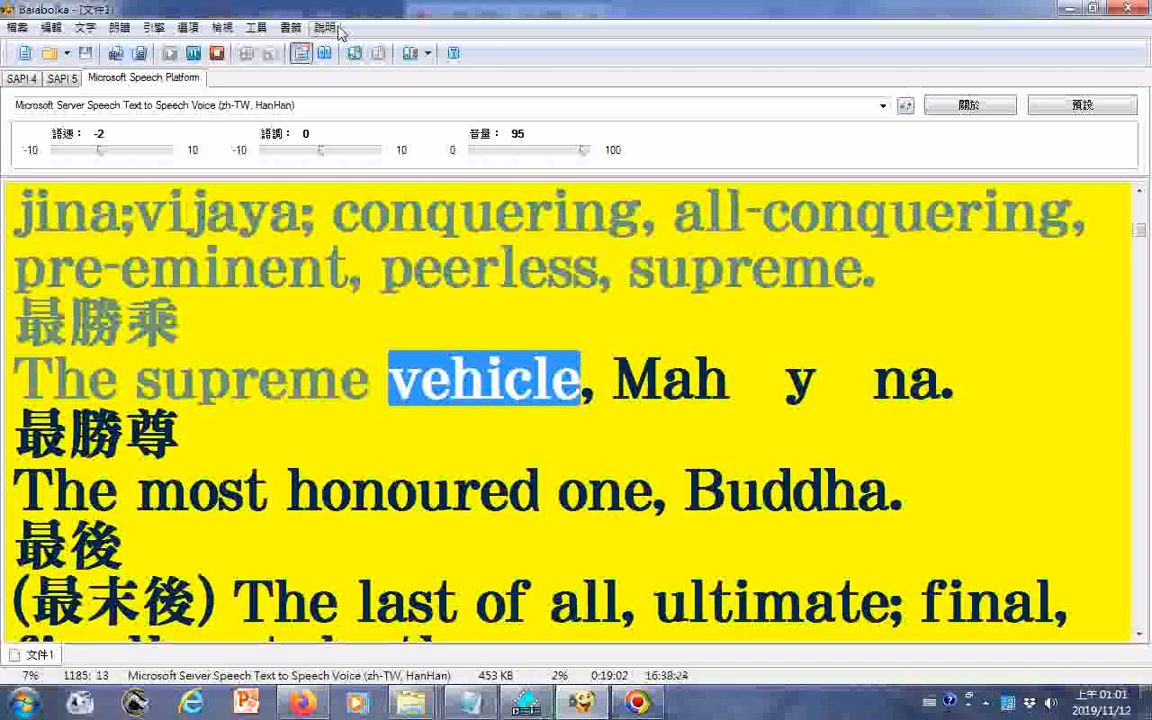 Balabolka - [文件1]
檔案 編輯 文字 朗讀 引擎 選項 檢視 工具 書籤 說明
SAPI 4 SAPI 5 Microsoft Speech Platform
Microsoft Server Speech Text to Speech Voice (zh-TW, HanHan) 關於 預設
語速： -2 語調： 0 音量： 95
-10 10 -10 10 0 100
jina;vijaya; conquering, all-conquering,
pre-eminent, peerless, supreme.
最勝乘
The supreme vehicle, Mah y na.
最勝尊
The most honoured one, Buddha.
最後
(最末後) The last of all, ultimate; final,
文件1
7% 1185: 13 Microsoft Server Speech Text to Speech Voice (zh-TW, HanHan) 453 KB 2% 0:19:02 16:38:24
上午 01:01
2019/11/12